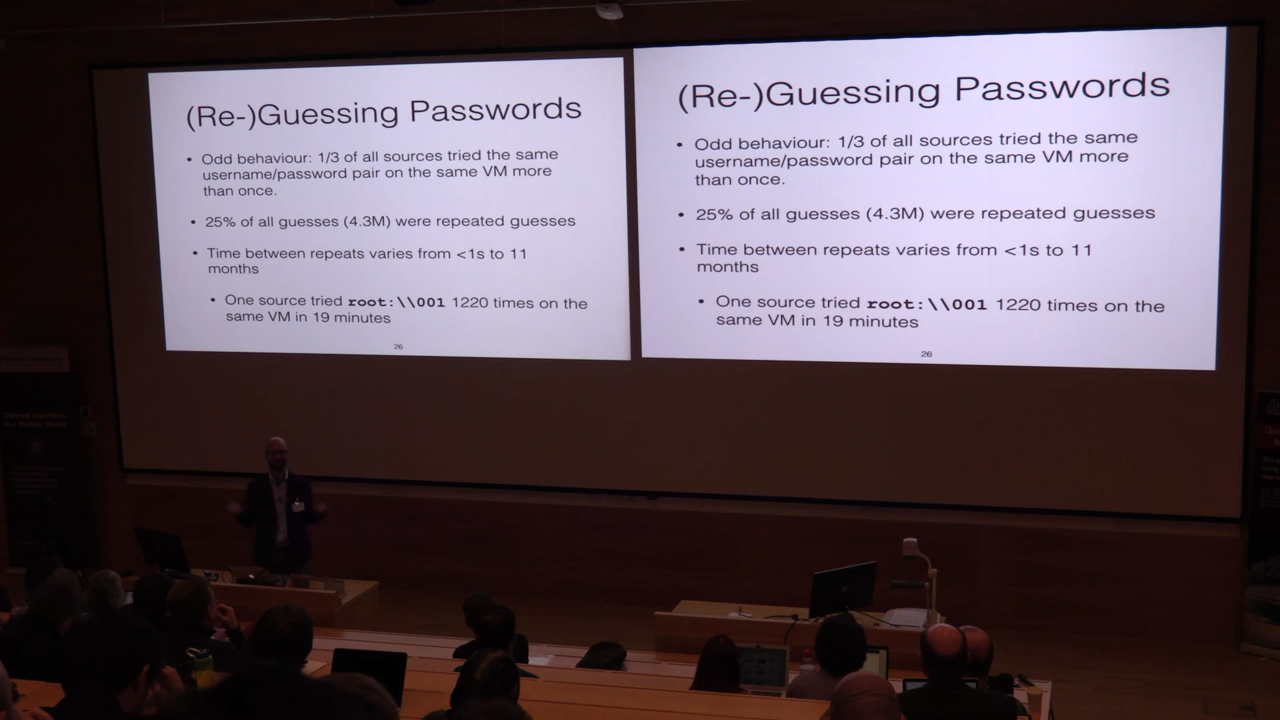 (Re-)Guessing Passwords
• Odd behaviour: 1/3 of all sources tried the same
username/password pair on the same VM more
than once.
• 25% of all guesses (4.3M) were repeated guesses
• Time between repeats varies from <1s to 11
months
• One source tried root:\\001 1220 times on the
same VM in 19 minutes
26
(Re-)Guessing Passwords
• Odd behaviour: 1/3 of all sources tried the same
username/password pair on the same VM more
than once.
• 25% of all guesses (4.3M) were repeated guesses
• Time between repeats varies from <1s to 11
months
• One source tried root:\\001 1220 times on the
same VM in 19 minutes
26